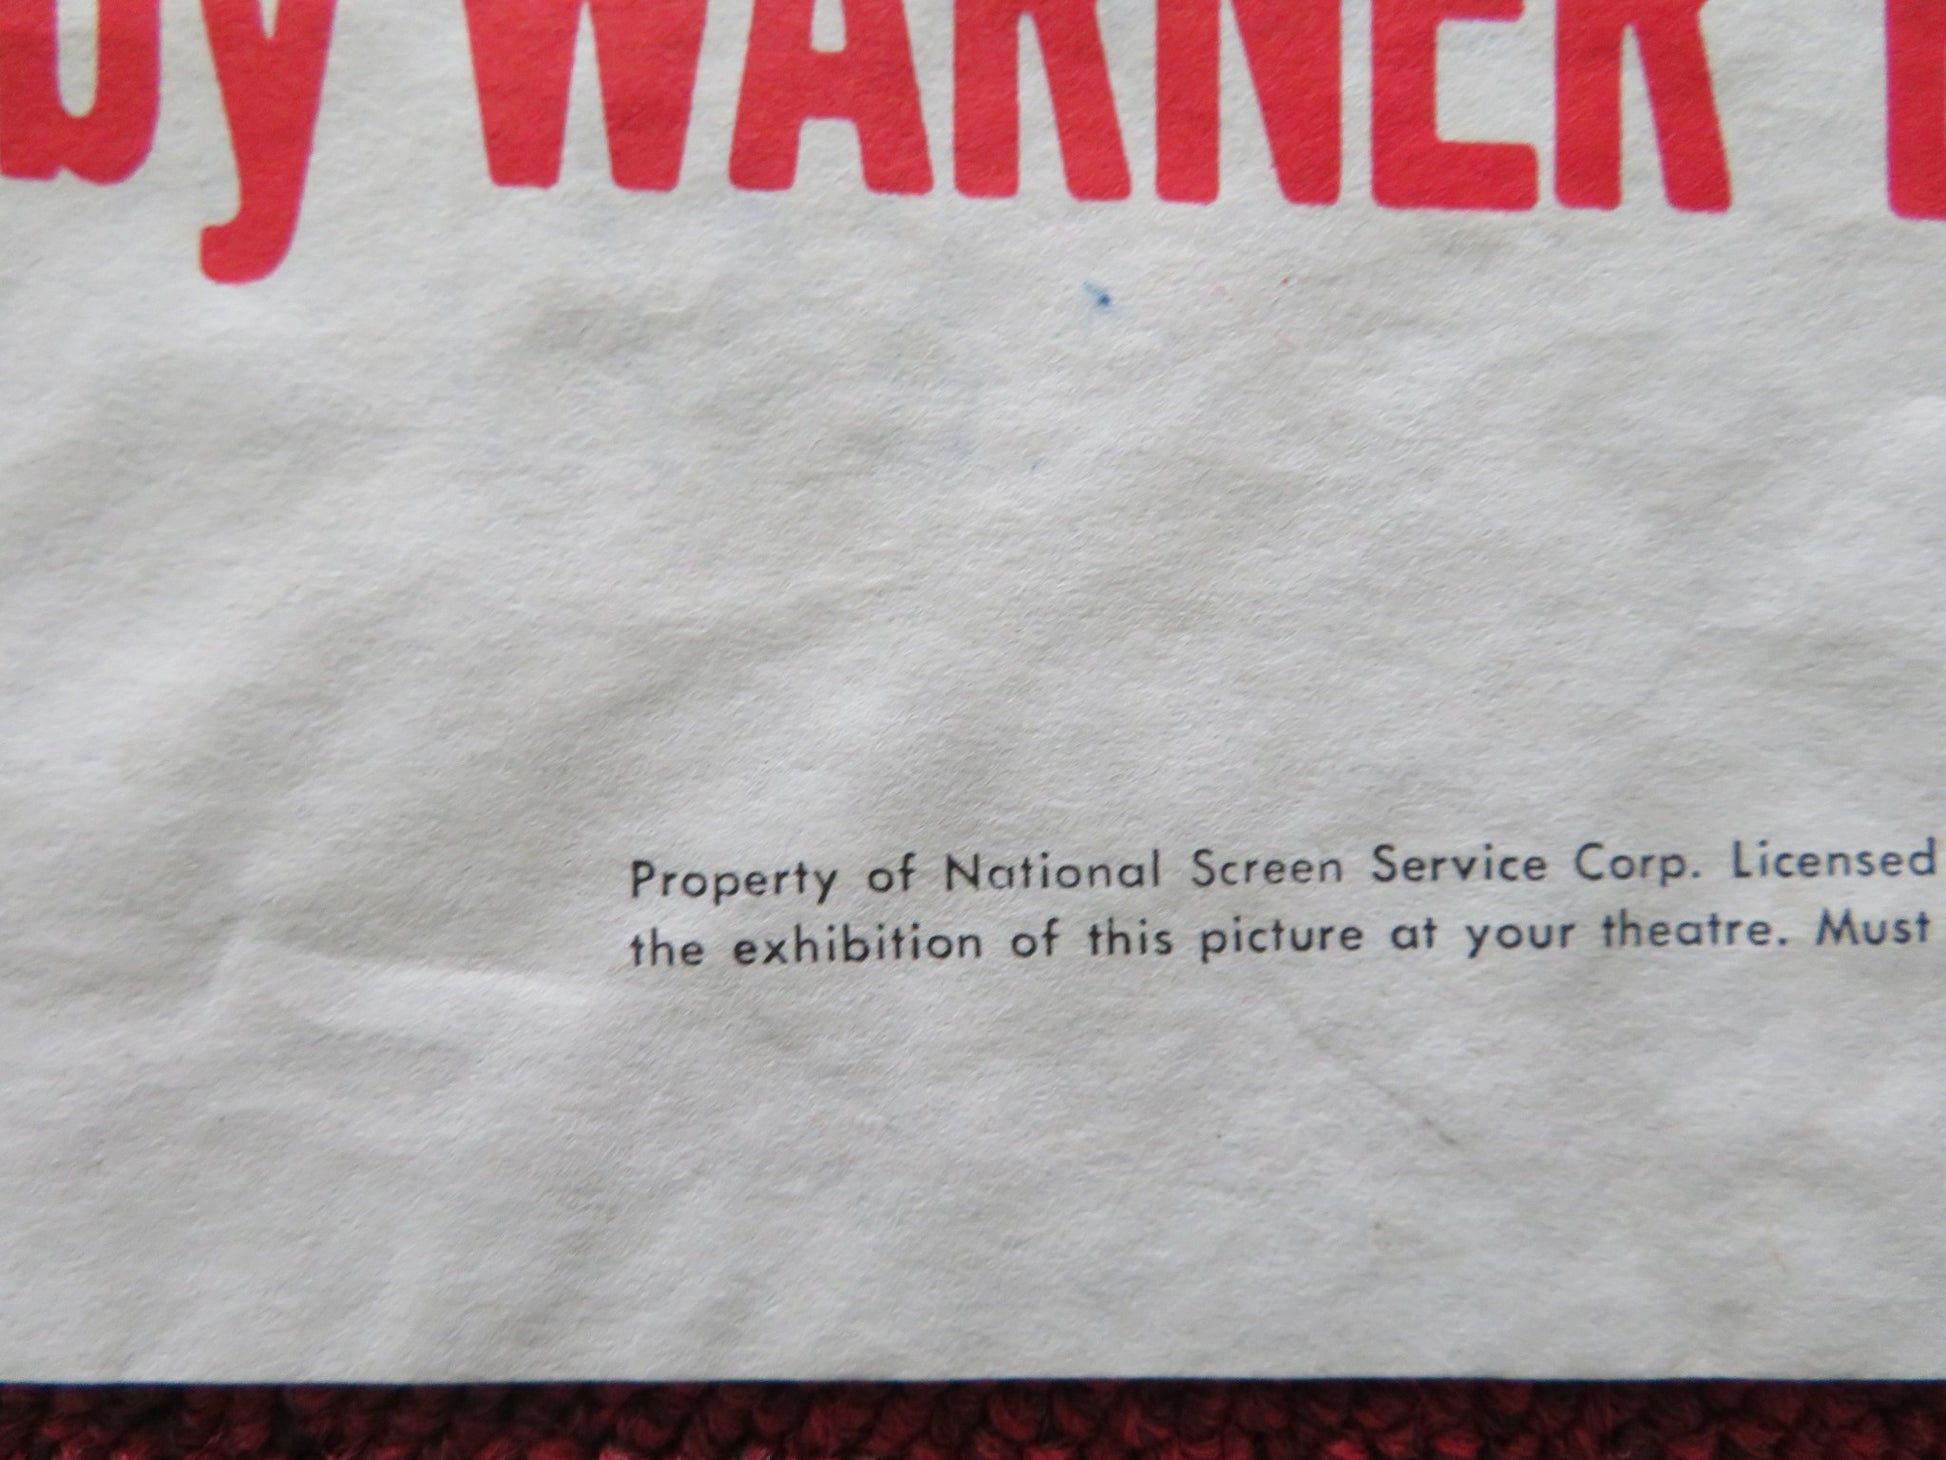 by WARNER
Property of National Screen Service Corp. Licensed
the exhibition of this picture at your theatre. Must